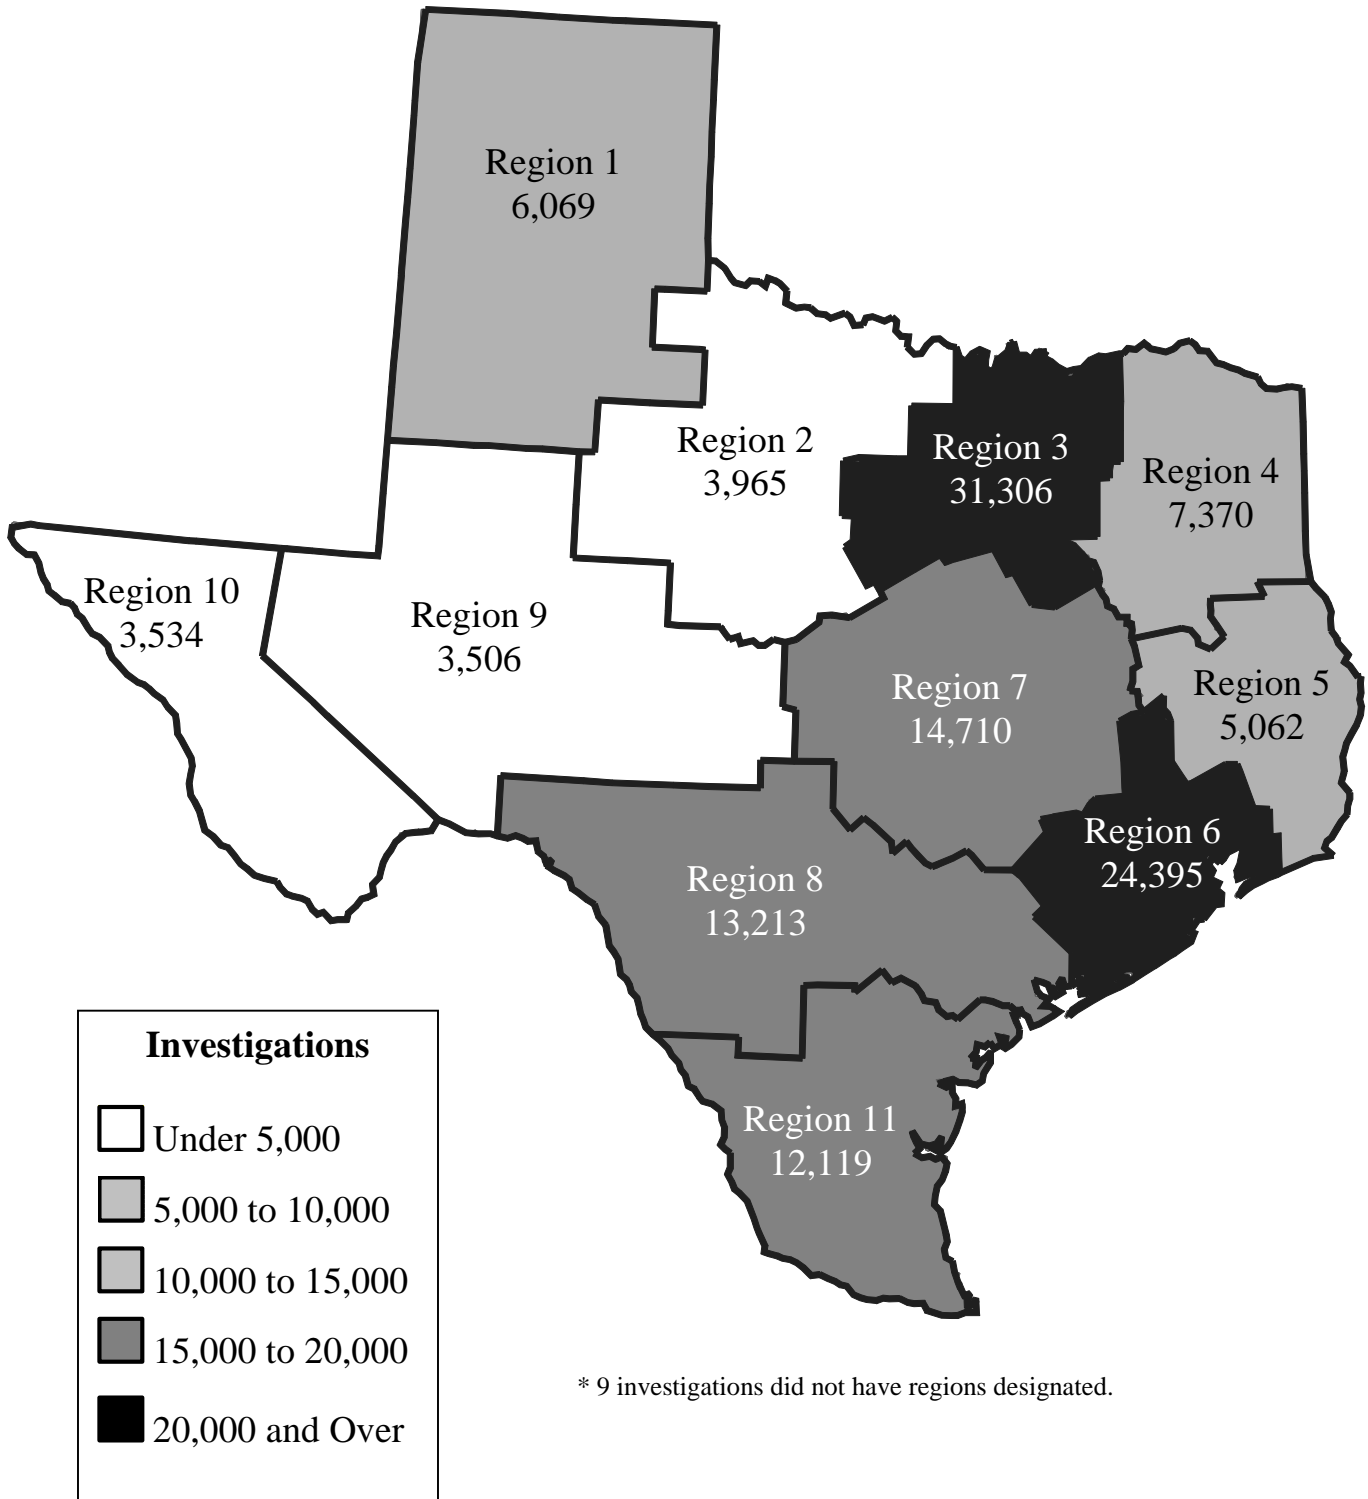 Region 1
6,069
Region 2
3,965
Region 3
31,306
Region 4
7,370
Region 10
3,534
Region 9
3,506
Region 7
14,710
Region 5
5,062
Region 6
24,395
Region 8
13,213
Region 11
12,119
Investigations
Under 5,000
5,000 to 10,000
10,000 to 15,000
15,000 to 20,000
20,000 and Over
* 9 investigations did not have regions designated.